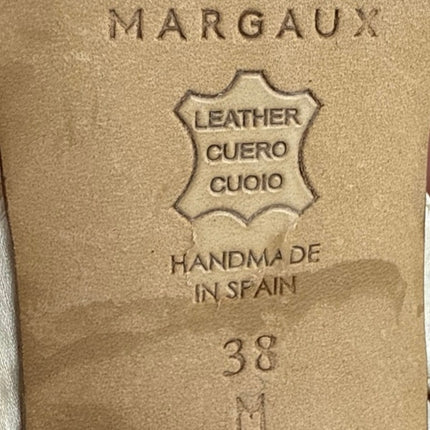 MARGAUX
LEATHER
CUERO
CUOIO
HANDMADE
IN SPAIN
38
M